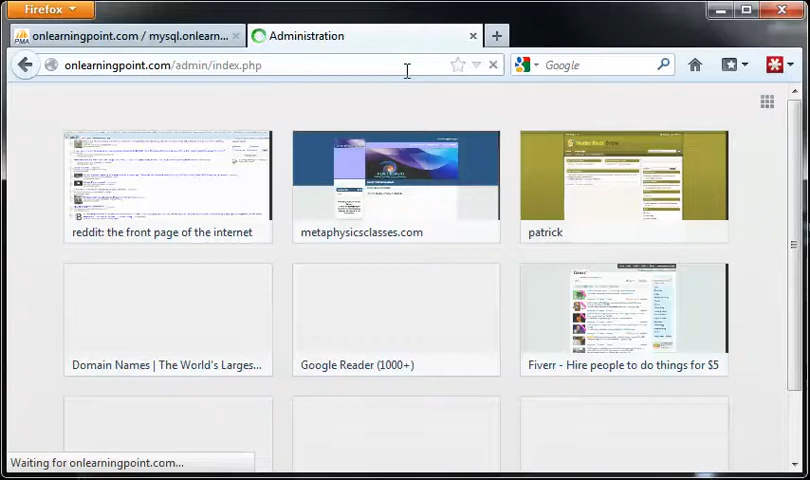 Firefox
onlearningpoint.com / mysql.onlearn...
Administration
onlearningpoint.com/admin/index.php
Google
reddit: the front page of the internet
metaphysicsclasses.com
patrick
Domain Names | The World's Larges...
Google Reader (1000+)
Fiverr - Hire people to do things for $5
Waiting for onlearningpoint.com...